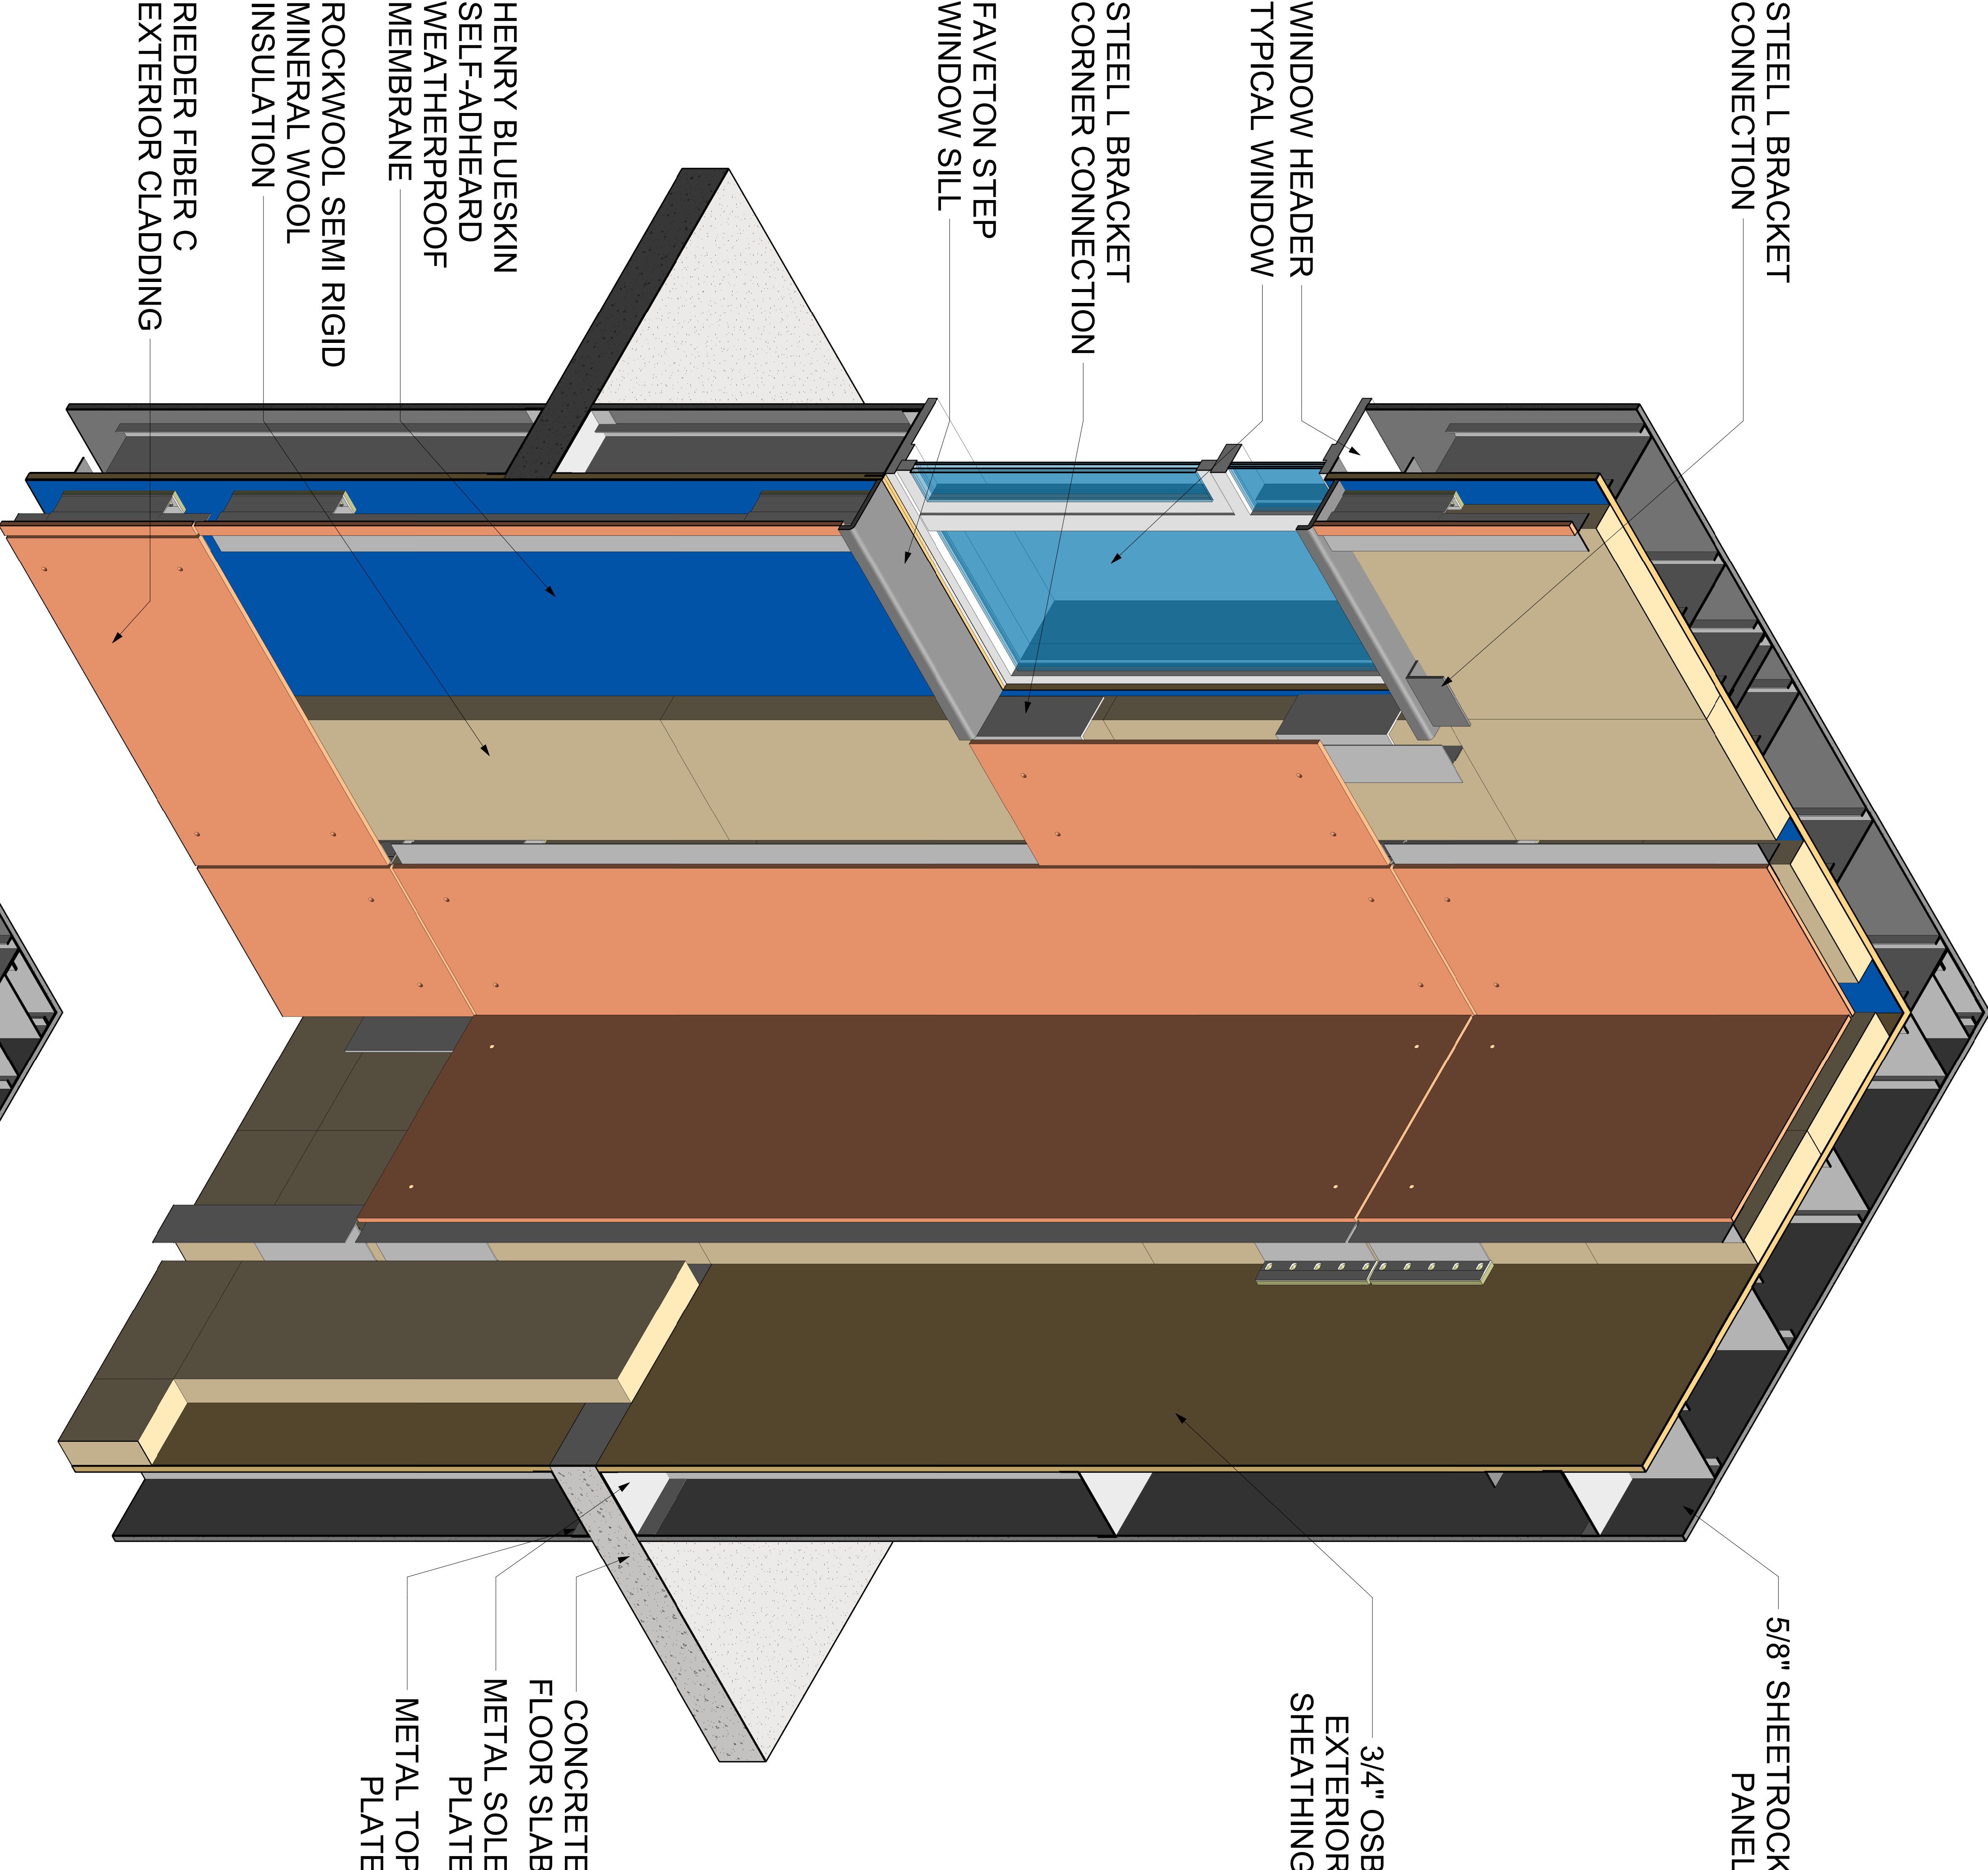 STEEL L BRACKET
CONNECTION
WINDOW HEADER
TYPICAL WINDOW
STEEL L BRACKET
CORNER CONNECTION
FAVETON STEP
WINDOW SILL
HENRY BLUESKIN
SELF-ADHEARD
WEATHERPROOF
MEMBRANE
ROCKWOOL SEMI RIGID
MINERAL WOOL
INSULATION
RIEDER FIBER C
EXTERIOR CLADDING
5/8" SHEETROCK
PANEL
3/4" OSB
EXTERIOR
SHEATHING
CONCRETE
FLOOR SLAB
METAL SOLE
PLATE
METAL TOP
PLATE